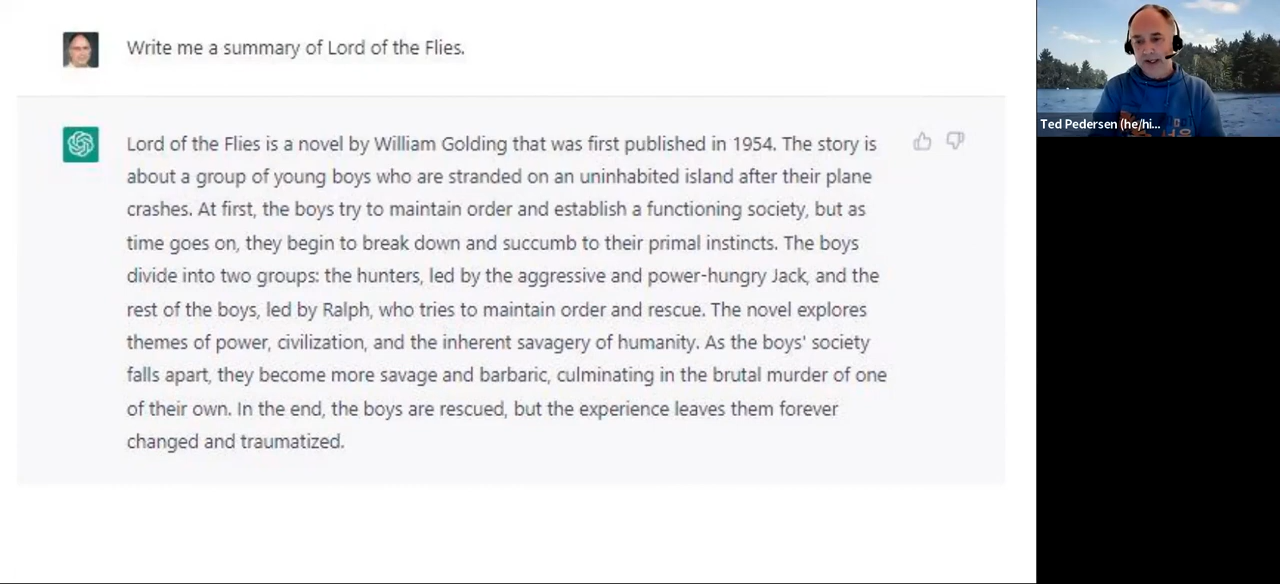 Write me a summary of Lord of the Flies.
Lord of the Flies is a novel by William Golding that was first published in 1954. The story is
about a group of young boys who are stranded on an uninhabited island after their plane
crashes. At first, the boys try to maintain order and establish a functioning society, but as
time goes on, they begin to break down and succumb to their primal instincts. The boys
divide into two groups: the hunters, led by the aggressive and power-hungry Jack, and the
rest of the boys, led by Ralph, who tries to maintain order and rescue. The novel explores
themes of power, civilization, and the inherent savagery of humanity. As the boys' society
falls apart, they become more savage and barbaric, culminating in the brutal murder of one
of their own. In the end, the boys are rescued, but the experience leaves them forever
changed and traumatized.
Ted Pedersen (he/hi...